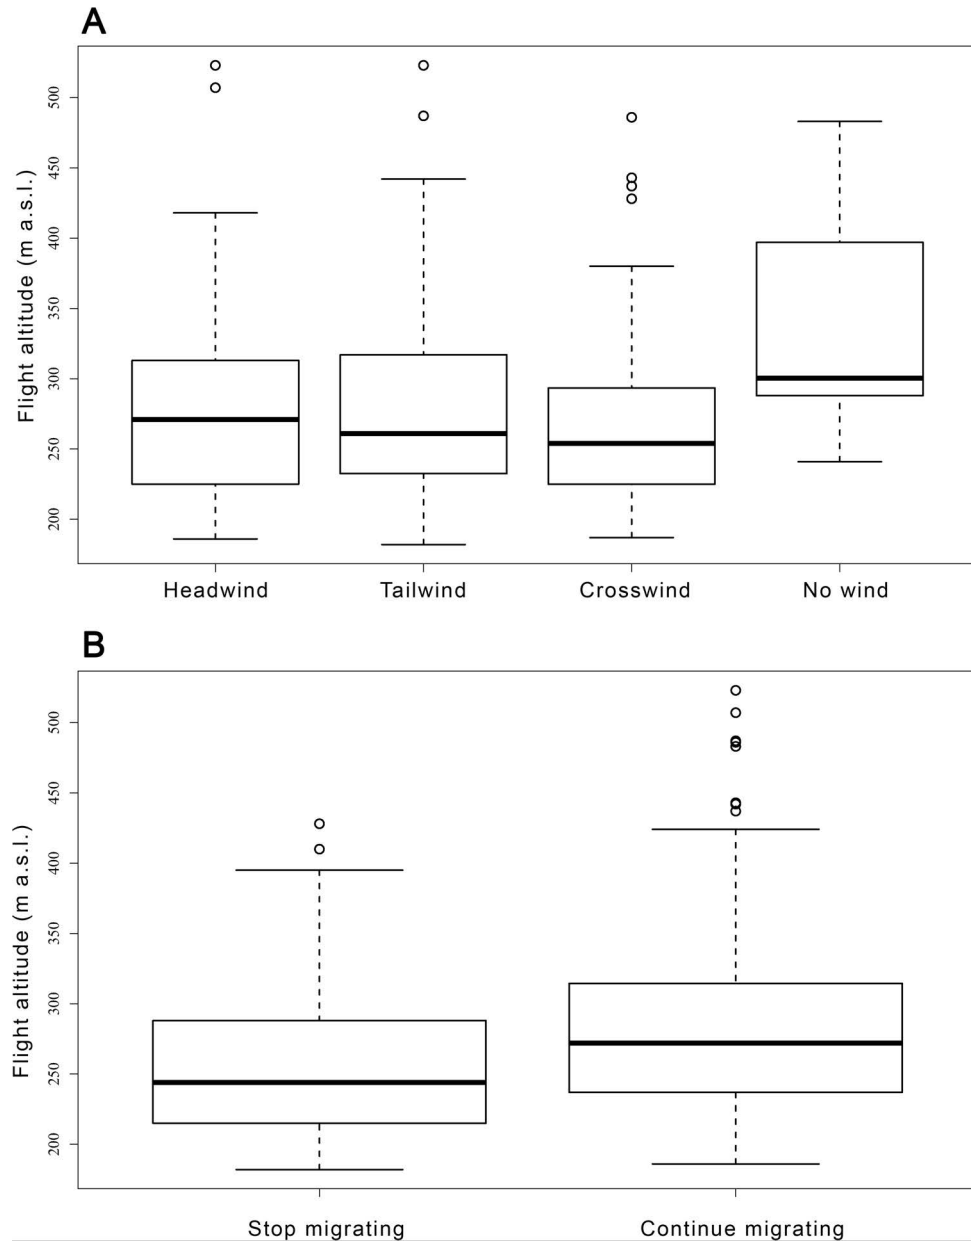 A
Flight altitude (m a.s.l.)
500
450
400
350
300
250
200
Headwind Tailwind Crosswind No wind
B
Flight altitude (m a.s.l.)
500
450
400
350
300
250
200
Stop migrating Continue migrating